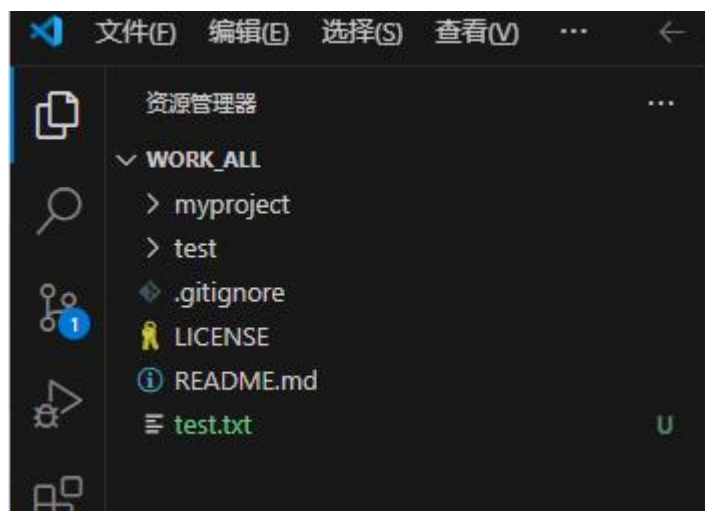 文件(F) 编辑(E) 选择(S) 查看(V) ···
资源管理器 ···
WORK_ALL
myproject
test
.gitignore
LICENSE
README.md
1
test.txt U